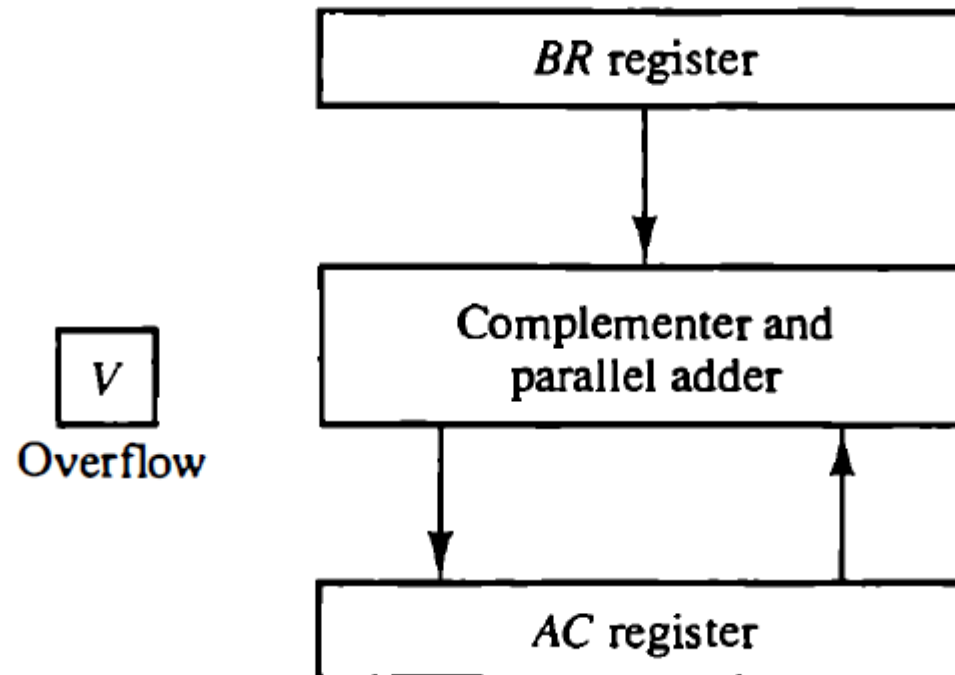 BR register
Complementer and
parallel adder
V
Overflow
AC register